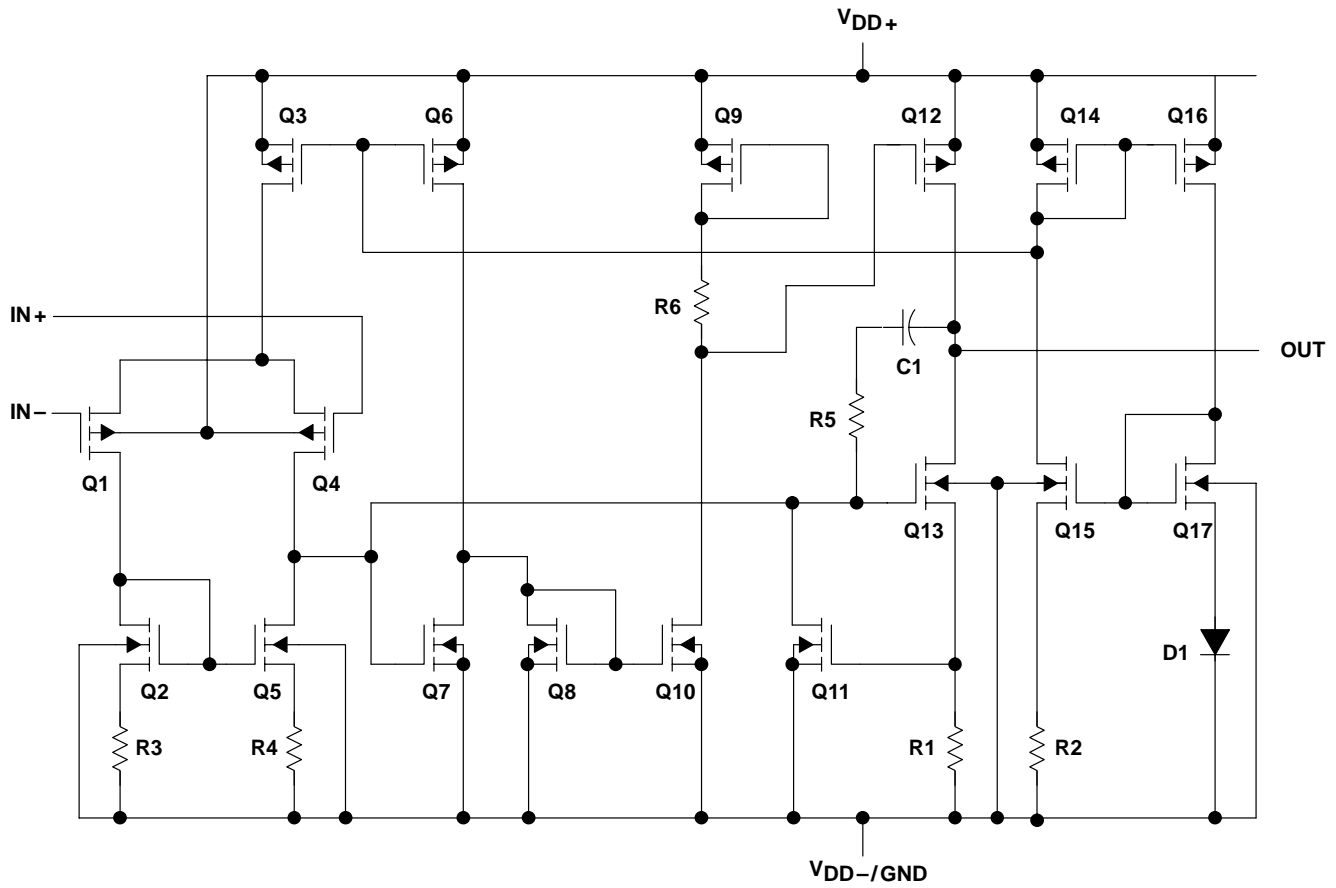 VDD+
Q3
Q6
Q9
Q12
Q14
Q16
IN+
R6
OUT
C1
IN−
R5
Q1
Q4
Q13
Q15
Q17
D1
Q2
Q5
Q7
Q8
Q10
Q11
R3
R4
R1
R2
VDD−/GND